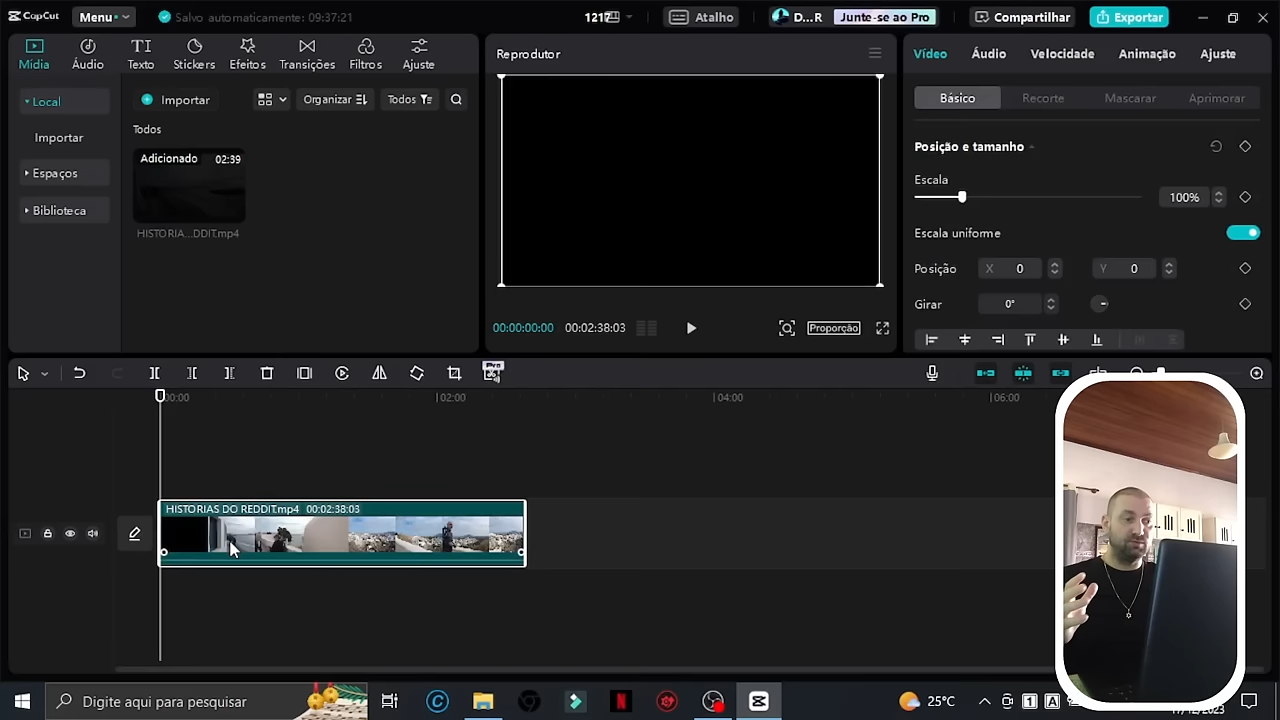 CapCut
Menu
Salvo automaticamente: 09:37:21
1217
Atalho
D...R
Junte-se ao Pro
Compartilhar
Exportar
Mídia
Áudio
Texto
Stickers
Efeitos
Transições
Filtros
Ajuste
Local
Importar
Espaços
Biblioteca
Importar
Organizar
Todos
Todos
Adicionado 02:39
HISTORIA...DDIT.mp4
Reprodutor
00:00:00:00 00:02:38:03
Proporção
Vídeo
Áudio
Velocidade
Animação
Ajuste
Básico
Recorte
Mascarar
Aprimorar
Posição e tamanho
Escala
100%
Escala uniforme
Posição X 0 Y 0
Girar 0°
Pro
00:00 02:00 04:00 06:00
HISTORIAS DO REDDIT.mp4 00:02:38:03
Digite aqui para pesquisar
25°C